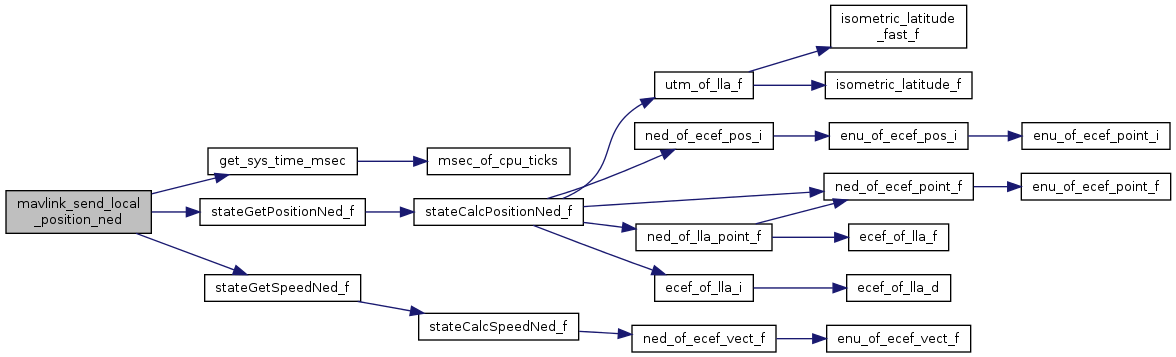 isometric_latitude
_fast_f
utm_of_lla_f
isometric_latitude_f
ned_of_ecef_pos_i
enu_of_ecef_pos_i
enu_of_ecef_point_i
get_sys_time_msec
msec_of_cpu_ticks
mavlink_send_local
_position_ned
stateGetPositionNed_f
stateCalcPositionNed_f
ned_of_ecef_point_f
enu_of_ecef_point_f
ned_of_lla_point_f
ecef_of_lla_f
stateGetSpeedNed_f
ecef_of_lla_i
ecef_of_lla_d
stateCalcSpeedNed_f
ned_of_ecef_vect_f
enu_of_ecef_vect_f